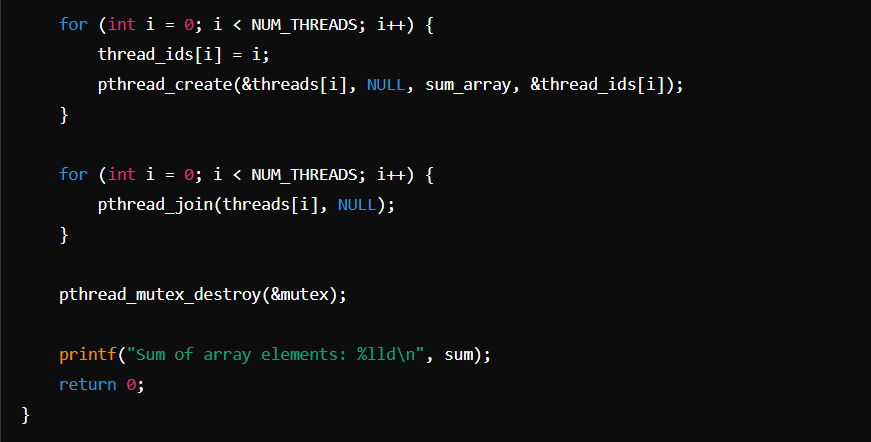 for (int i = 0; i < NUM_THREADS; i++) {
thread_ids[i] = i;
pthread_create(&threads[i], NULL, sum_array, &thread_ids[i]);
}
for (int i = 0; i < NUM_THREADS; i++) {
pthread_join(threads[i], NULL);
}
pthread_mutex_destroy(&mutex);
printf("Sum of array elements: %lld\n", sum);
return 0;
}